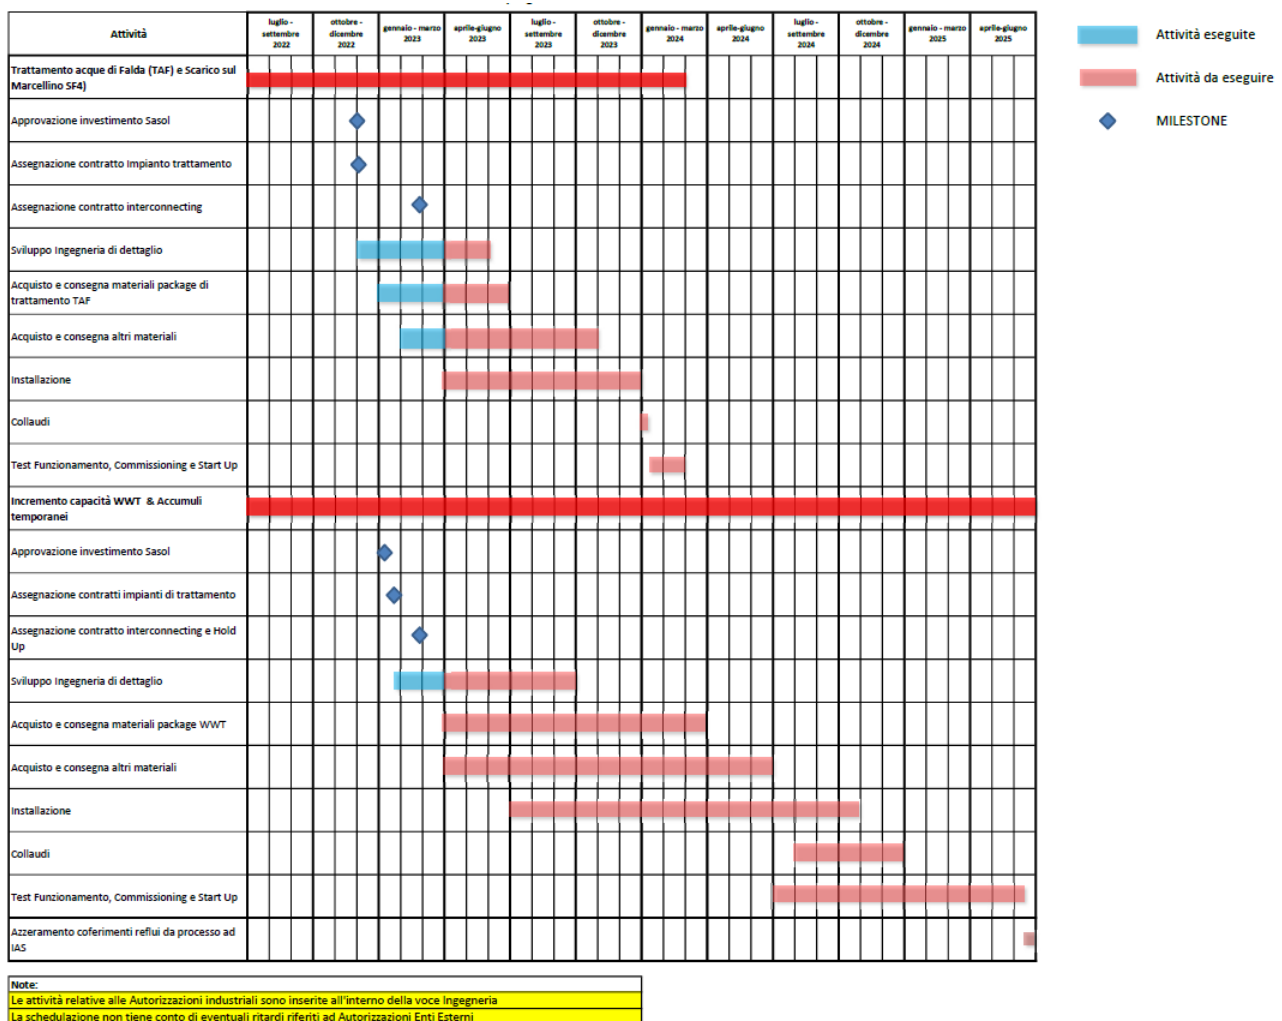 Attività
luglio -
settembre
2022
ottobre -
dicembre
2022
gennaio - marzo
2023
aprile-giugno
2023
luglio -
settembre
2023
ottobre -
dicembre
2023
gennaio - marzo
2024
aprile-giugno
2024
luglio -
settembre
2024
ottobre -
dicembre
2024
gennaio - marzo
2025
aprile-giugno
2025
Attività eseguite
Attività da eseguire
MILESTONE
Trattamento acque di Falda (TAF) e Scarico sul
Marcellino SF4)
Approvazione investimento Sasol
Assegnazione contratto Impianto trattamento
Assegnazione contratto interconnecting
Sviluppo Ingegneria di dettaglio
Acquisto e consegna materiali package di
trattamento TAF
Acquisto e consegna altri materiali
Installazione
Collaudi
Test Funzionamento, Commissioning e Start Up
Incremento capacità WWT & Accumuli
temporanei
Approvazione investimento Sasol
Assegnazione contratti impianti di trattamento
Assegnazione contratto interconnecting e Hold
Up
Sviluppo Ingegneria di dettaglio
Acquisto e consegna materiali package WWT
Acquisto e consegna altri materiali
Installazione
Collaudi
Test Funzionamento, Commissioning e Start Up
Azzeramento coferimenti reflui da processo ad
IAS
Note:
Le attività relative alle Autorizzazioni industriali sono inserite all'interno della voce Ingegneria
La schedulazione non tiene conto di eventuali ritardi riferiti ad Autorizzazioni Enti Esterni